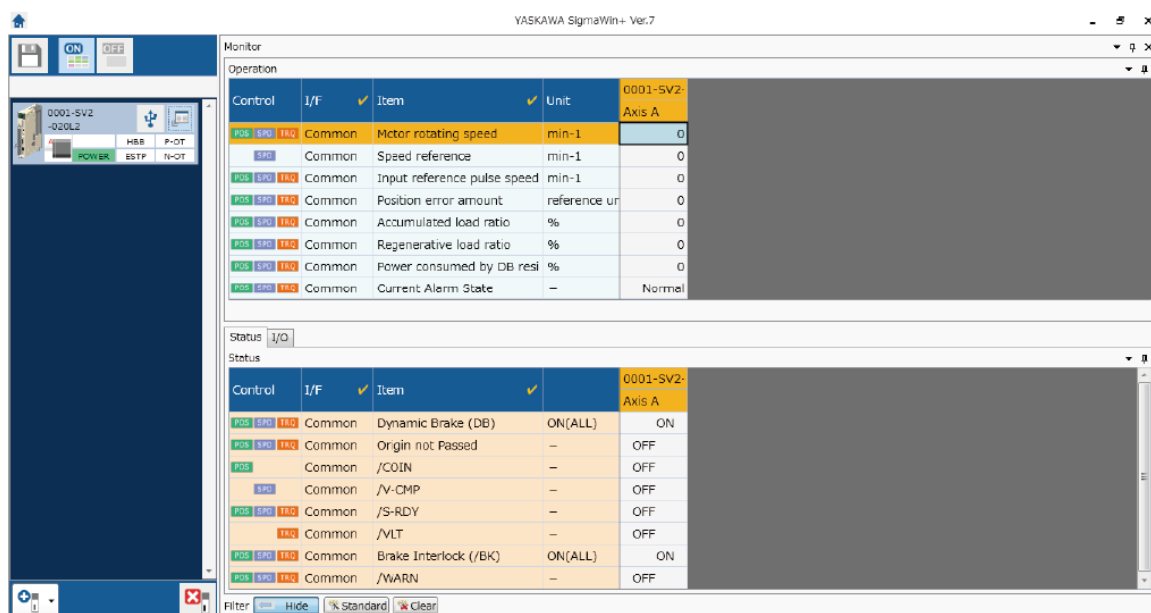 YASKAWA SigmaWin+ Ver.7
ON OFF
Monitor
Operation
0001-SV2
-020L2
HBB P-OT
POWER ESTP N-OT
Control I/F Item Unit 0001-SV2- Axis A
POS SPD TRQ Common Motor rotating speed min-1 0
SPD Common Speed reference min-1 0
POS SPD TRQ Common Input reference pulse speed min-1 0
POS SPD TRQ Common Position error amount reference ur 0
POS SPD TRQ Common Accumulated load ratio % 0
POS SPD TRQ Common Regenerative load ratio % 0
POS SPD TRQ Common Power consumed by DB resi % 0
POS SPD TRQ Common Current Alarm State – Normal
Status I/O
Status
Control I/F Item 0001-SV2- Axis A
POS SPD TRQ Common Dynamic Brake (DB) ON(ALL) ON
POS SPD TRQ Common Origin not Passed – OFF
POS Common /COIN – OFF
SPD Common /V-CMP – OFF
POS SPD TRQ Common /S-RDY – OFF
TRQ Common /VLT – OFF
POS SPD TRQ Common Brake Interlock (/BK) ON(ALL) ON
POS SPD TRQ Common /WARN – OFF
Filter Hide Standard Clear